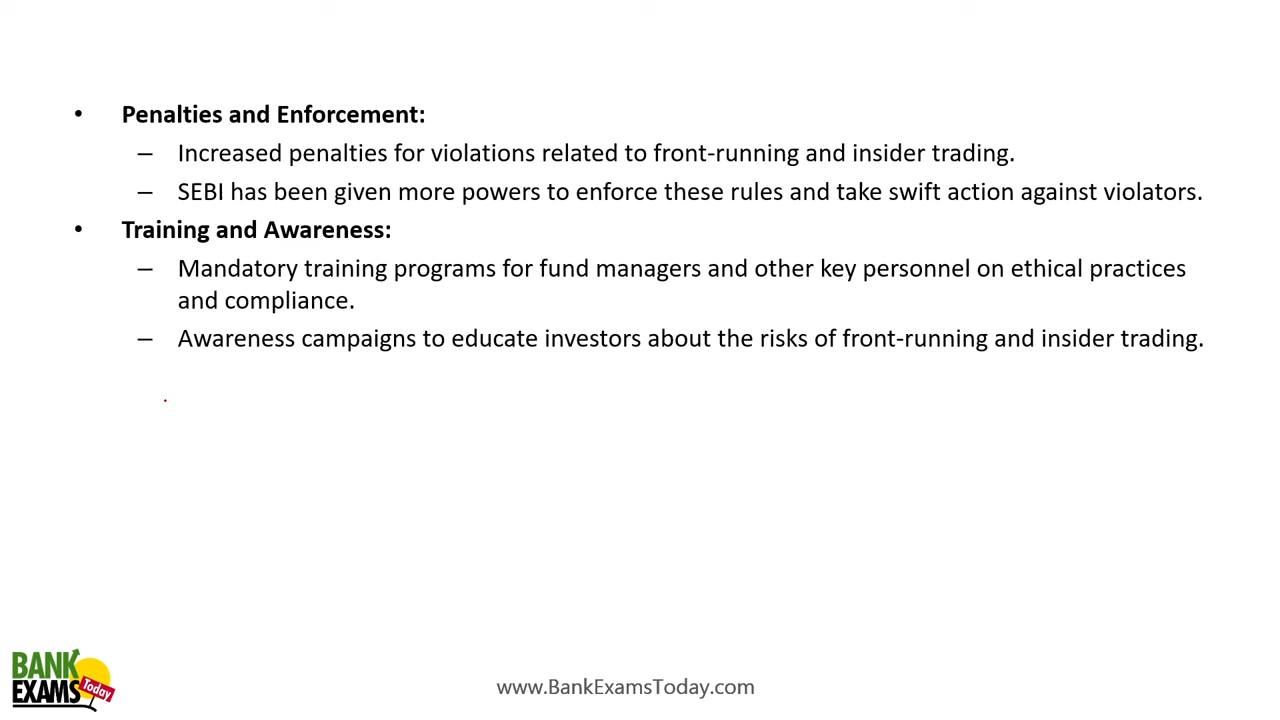 • Penalties and Enforcement:
– Increased penalties for violations related to front-running and insider trading.
– SEBI has been given more powers to enforce these rules and take swift action against violators.
• Training and Awareness:
– Mandatory training programs for fund managers and other key personnel on ethical practices
and compliance.
– Awareness campaigns to educate investors about the risks of front-running and insider trading.
BANK
EXAMS Today
www.BankExamsToday.com